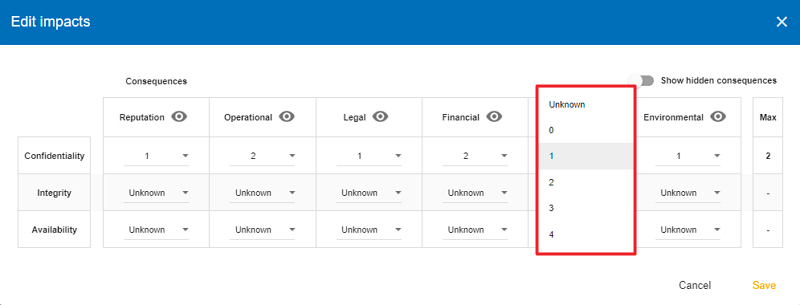 Edit impacts
Consequences
Show hidden consequences
Reputation Operational Legal Financial Environmental Max
Confidentiality 1 2 1 2 1 2
Integrity Unknown Unknown Unknown Unknown Unknown -
Availability Unknown Unknown Unknown Unknown Unknown -
Unknown
0
1
2
3
4
Cancel Save